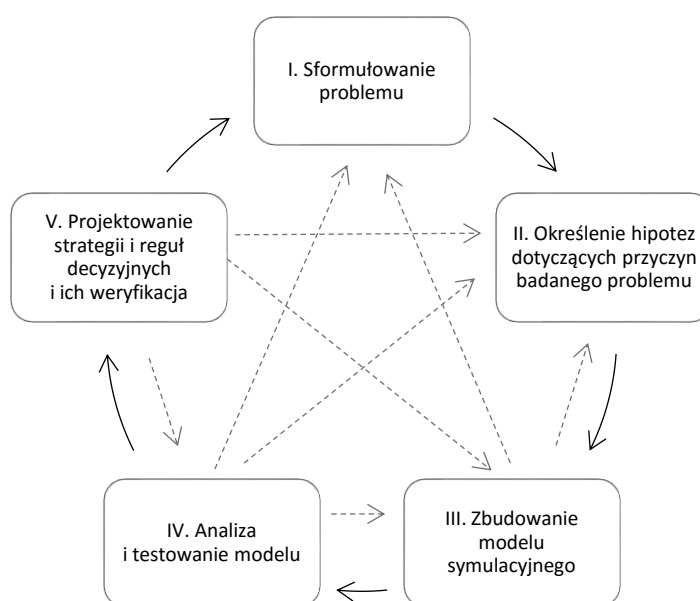 I. Sformułowanie
problemu
V. Projektowanie
strategii i reguł
decyzyjnych
i ich weryfikacja
II. Określenie hipotez
dotyczących przyczyn
badanego problemu
IV. Analiza
i testowanie modelu
III. Zbudowanie
modelu
symulacyjnego